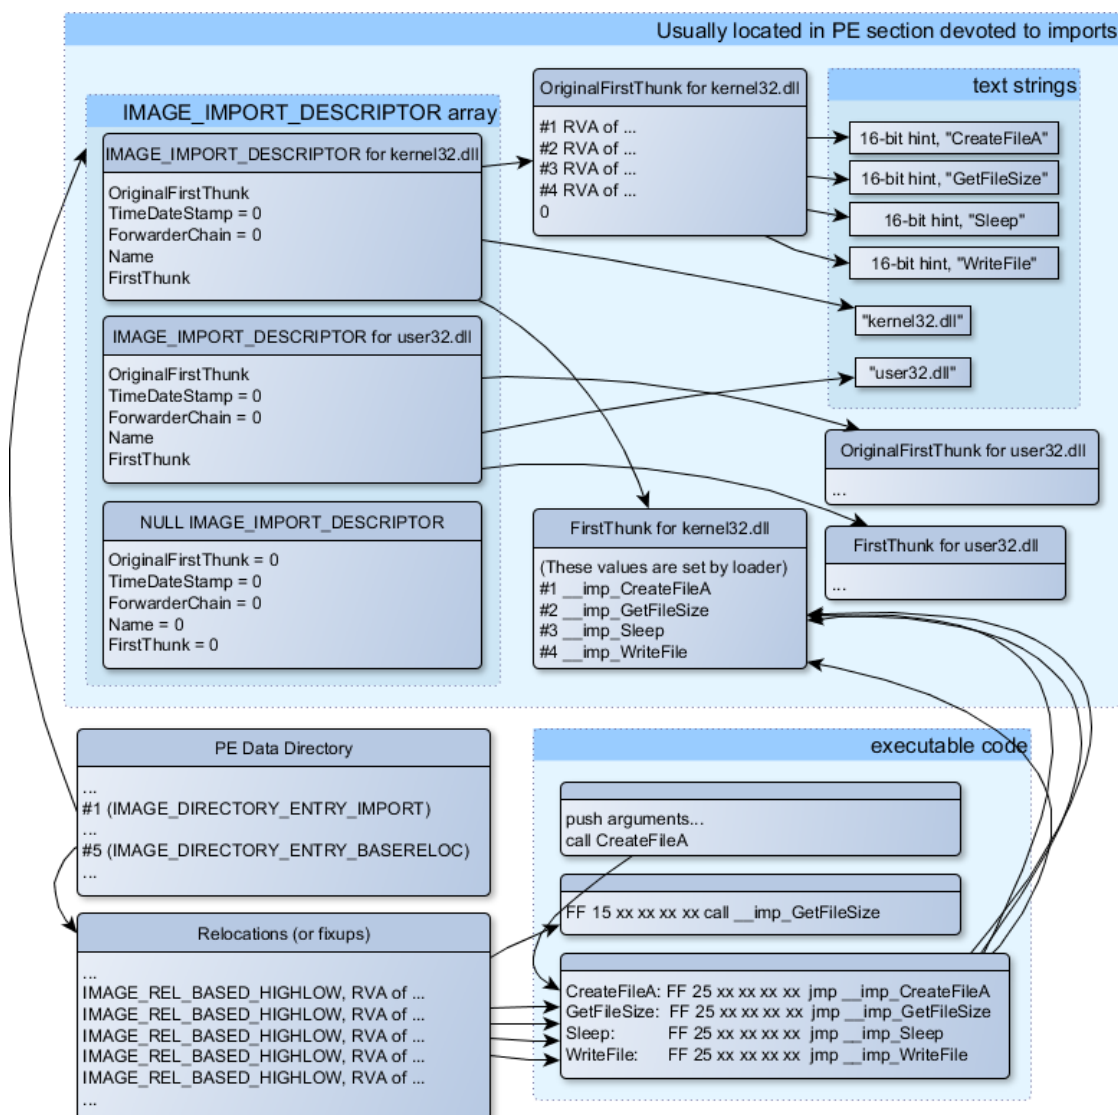 Usually located in PE section devoted to imports
IMAGE_IMPORT_DESCRIPTOR array
IMAGE_IMPORT_DESCRIPTOR for kernel32.dll
OriginalFirstThunk
TimeDateStamp = 0
ForwarderChain = 0
Name
FirstThunk
IMAGE_IMPORT_DESCRIPTOR for user32.dll
OriginalFirstThunk
TimeDateStamp = 0
ForwarderChain = 0
Name
FirstThunk
NULL IMAGE_IMPORT_DESCRIPTOR
OriginalFirstThunk = 0
TimeDateStamp = 0
ForwarderChain = 0
Name = 0
FirstThunk = 0
OriginalFirstThunk for kernel32.dll
#1 RVA of ...
#2 RVA of ...
#3 RVA of ...
#4 RVA of ...
0
text strings
16-bit hint, "CreateFileA"
16-bit hint, "GetFileSize"
16-bit hint, "Sleep"
16-bit hint, "WriteFile"
"kernel32.dll"
"user32.dll"
OriginalFirstThunk for user32.dll
...
FirstThunk for kernel32.dll
(These values are set by loader)
#1 __imp_CreateFileA
#2 __imp_GetFileSize
#3 __imp_Sleep
#4 __imp_WriteFile
FirstThunk for user32.dll
...
PE Data Directory
...
#1 (IMAGE_DIRECTORY_ENTRY_IMPORT)
...
#5 (IMAGE_DIRECTORY_ENTRY_BASERELOC)
...
Relocations (or fixups)
...
IMAGE_REL_BASED_HIGHLOW, RVA of ...
IMAGE_REL_BASED_HIGHLOW, RVA of ...
IMAGE_REL_BASED_HIGHLOW, RVA of ...
IMAGE_REL_BASED_HIGHLOW, RVA of ...
IMAGE_REL_BASED_HIGHLOW, RVA of ...
...
executable code
push arguments...
call CreateFileA
FF 15 xx xx xx xx call __imp_GetFileSize
CreateFileA: FF 25 xx xx xx xx jmp __imp_CreateFileA
GetFileSize: FF 25 xx xx xx xx jmp __imp_GetFileSize
Sleep: FF 25 xx xx xx xx jmp __imp_Sleep
WriteFile: FF 25 xx xx xx xx jmp __imp_WriteFile